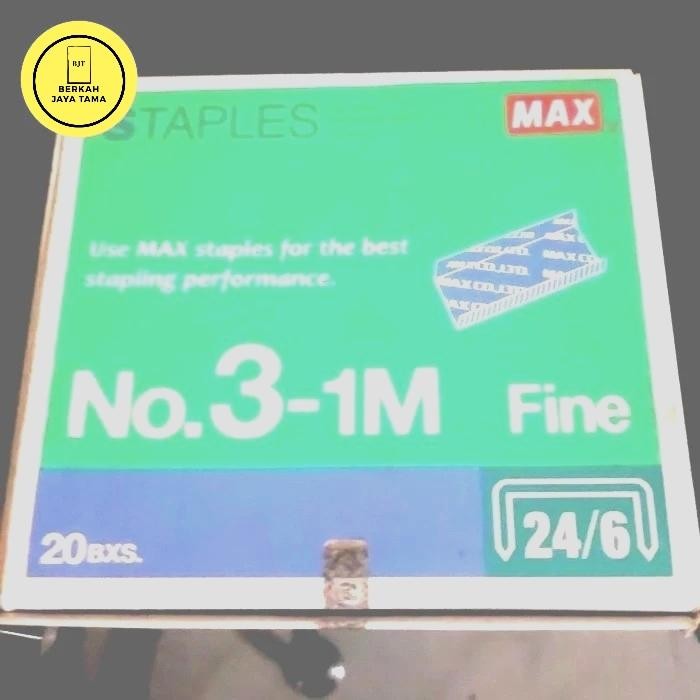 BJT
BERKAH
JAYA TAMA
STAPLES
MAX
Use MAX staples for the best
stapling performance.
No.3-1M Fine
20BXS.
24/6